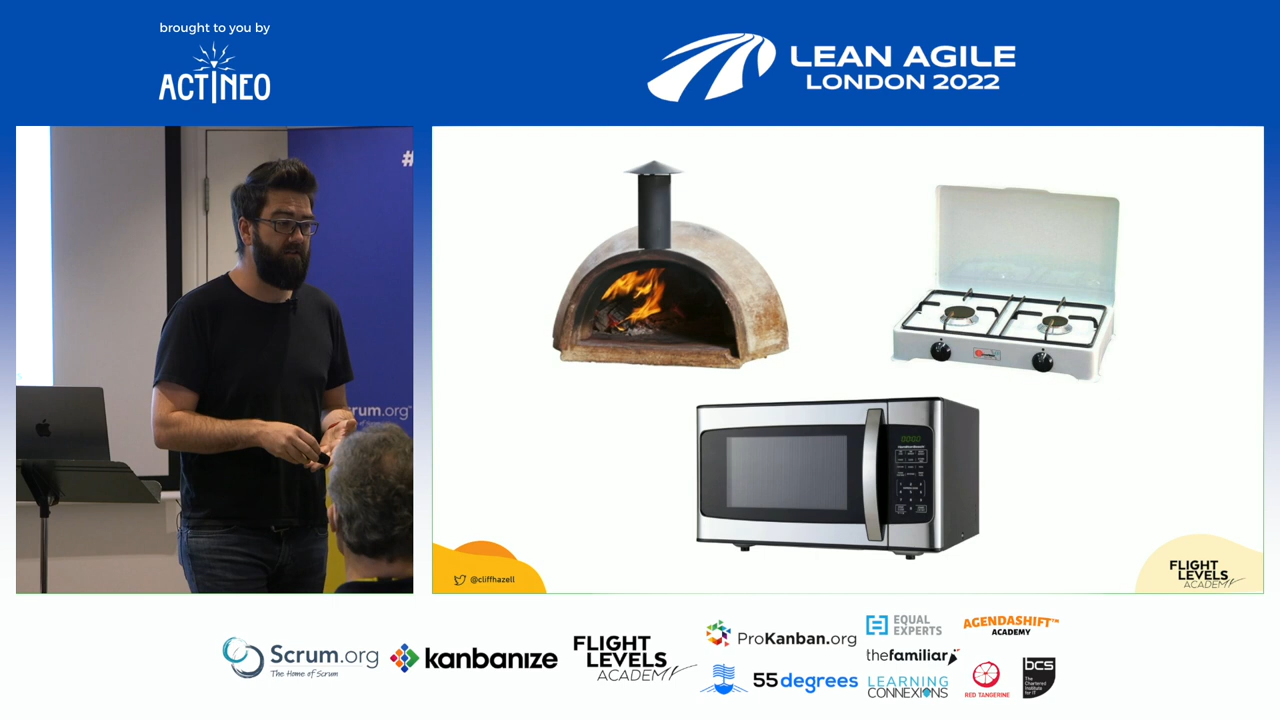 brought to you by
ACTINEO
LEAN AGILE
LONDON 2022
#
crum.org
@cliffhazell
FLIGHT
LEVELS
ACADEMY
Scrum.org
The Home of Scrum
kanbanize
FLIGHT
LEVELS
ACADEMY
ProKanban.org
55degrees
EQUAL
EXPERTS
thefamiliar
LEARNING
CONNEXIONS
AGENDASHIFT™
ACADEMY
RED TANGERINE
bcs
The
Chartered
Institute
for IT